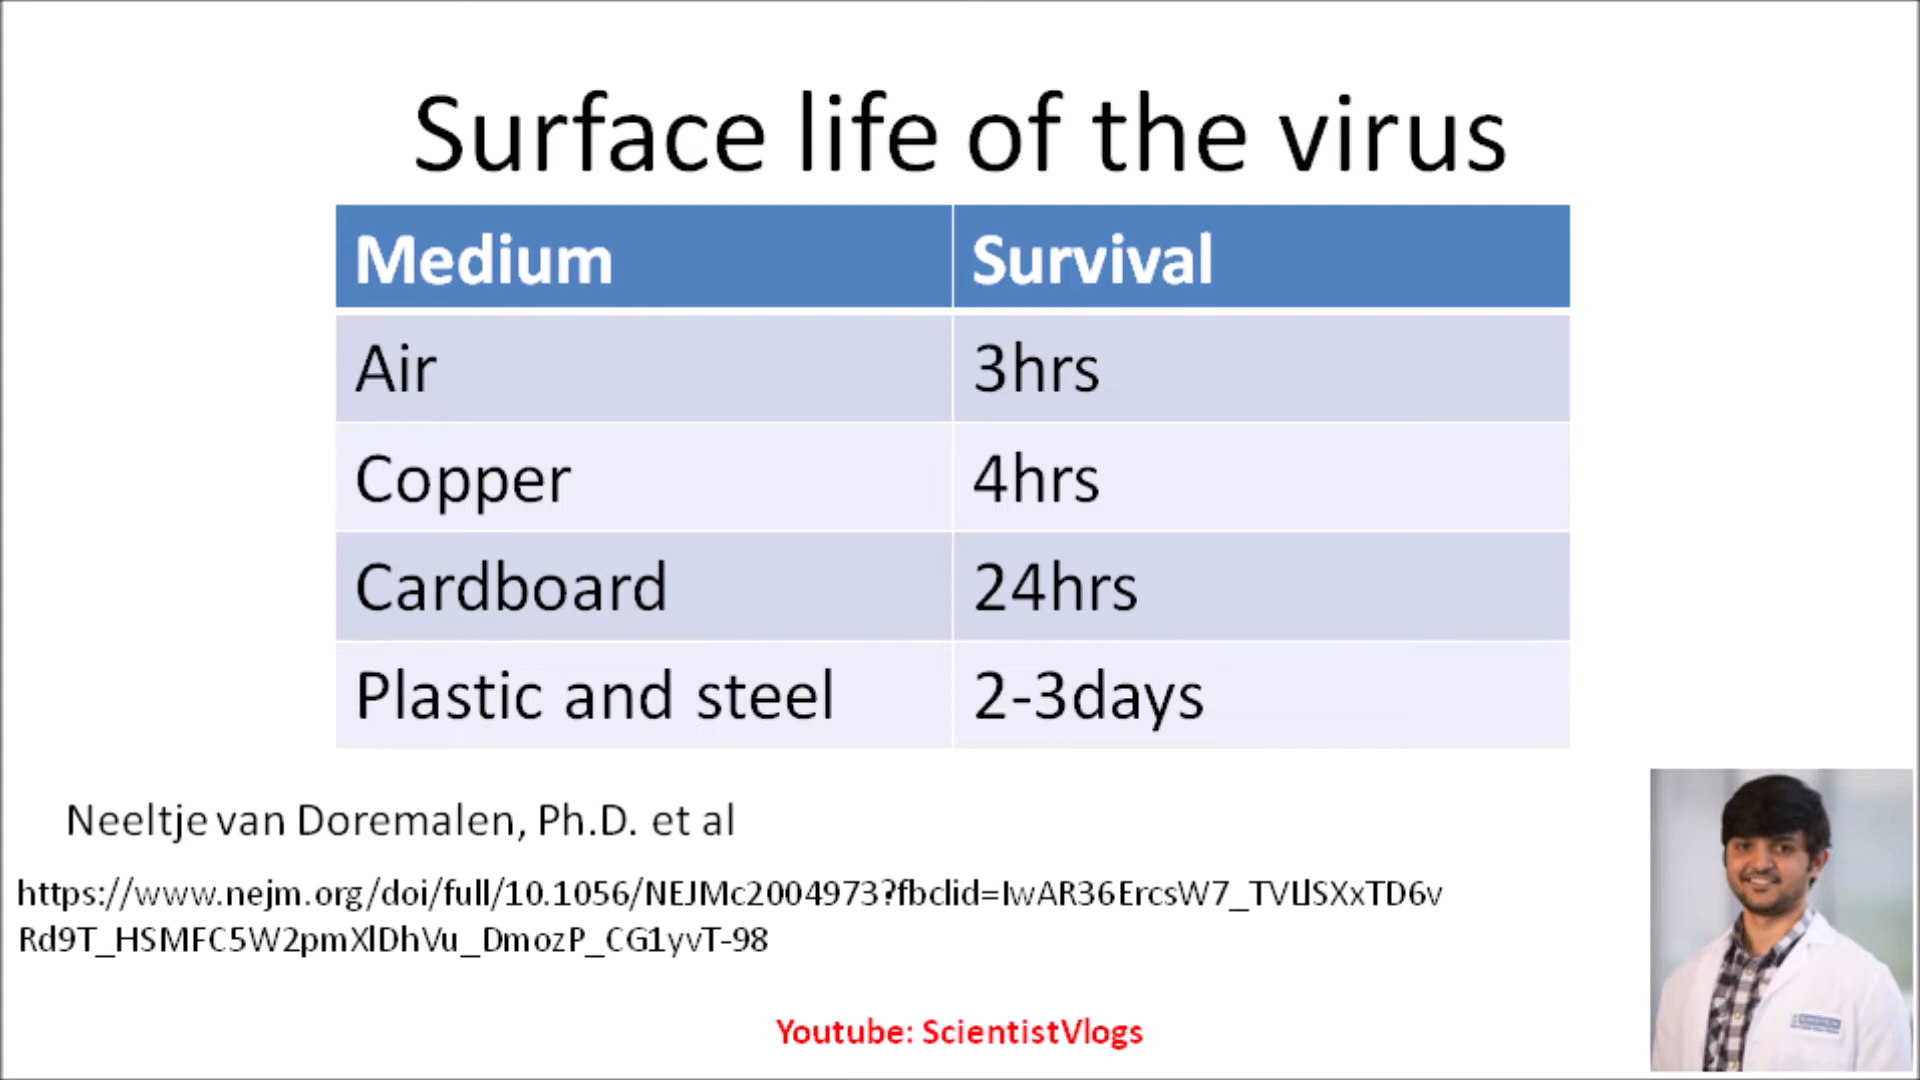 Surface life of the virus
Medium Survival
Air 3hrs
Copper 4hrs
Cardboard 24hrs
Plastic and steel 2-3days
Neeltje van Doremalen, Ph.D. et al
https://www.nejm.org/doi/full/10.1056/NEJMc2004973?fbclid=IwAR36ErcsW7_TVLlSXxTD6v
Rd9T_HSMFC5W2pmXlDhVu_DmozP_CG1yvT-98
Youtube: ScientistVlogs